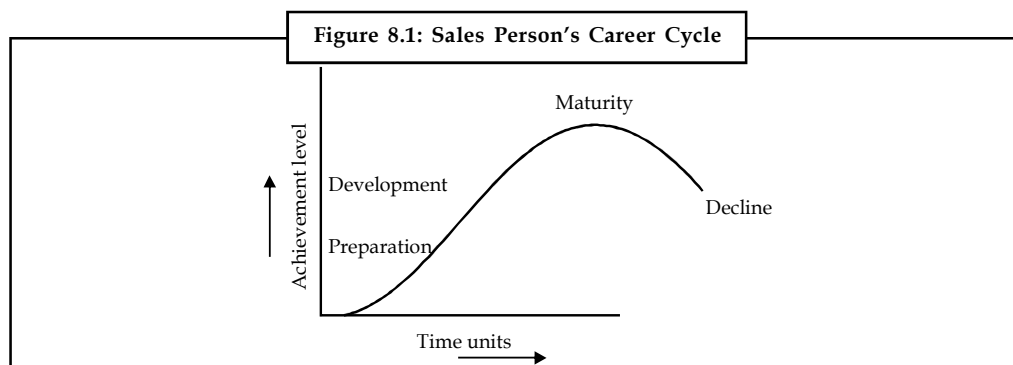 Figure 8.1: Sales Person's Career Cycle
Maturity
Achievement level
Development
Decline
Preparation
Time units